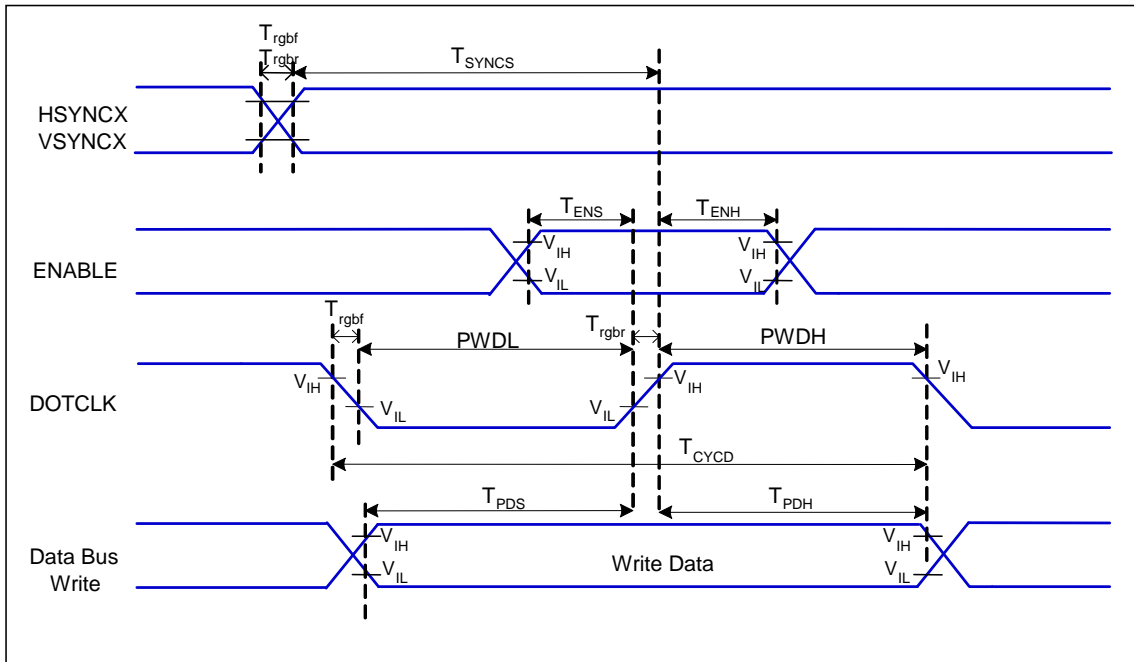 Trgbf
Trgbr
TSYNCS
HSYNCX
VSYNCX
TENS
TENH
VIH
VIH
ENABLE
VIL
VIL
Trgbf
Trgbr
PWDL
PWDH
VIH
VIH
VIH
DOTCLK
VIL
VIL
TCYCD
TPDS
TPDH
VIH
VIH
Data Bus
Write
Write Data
VIL
VIL